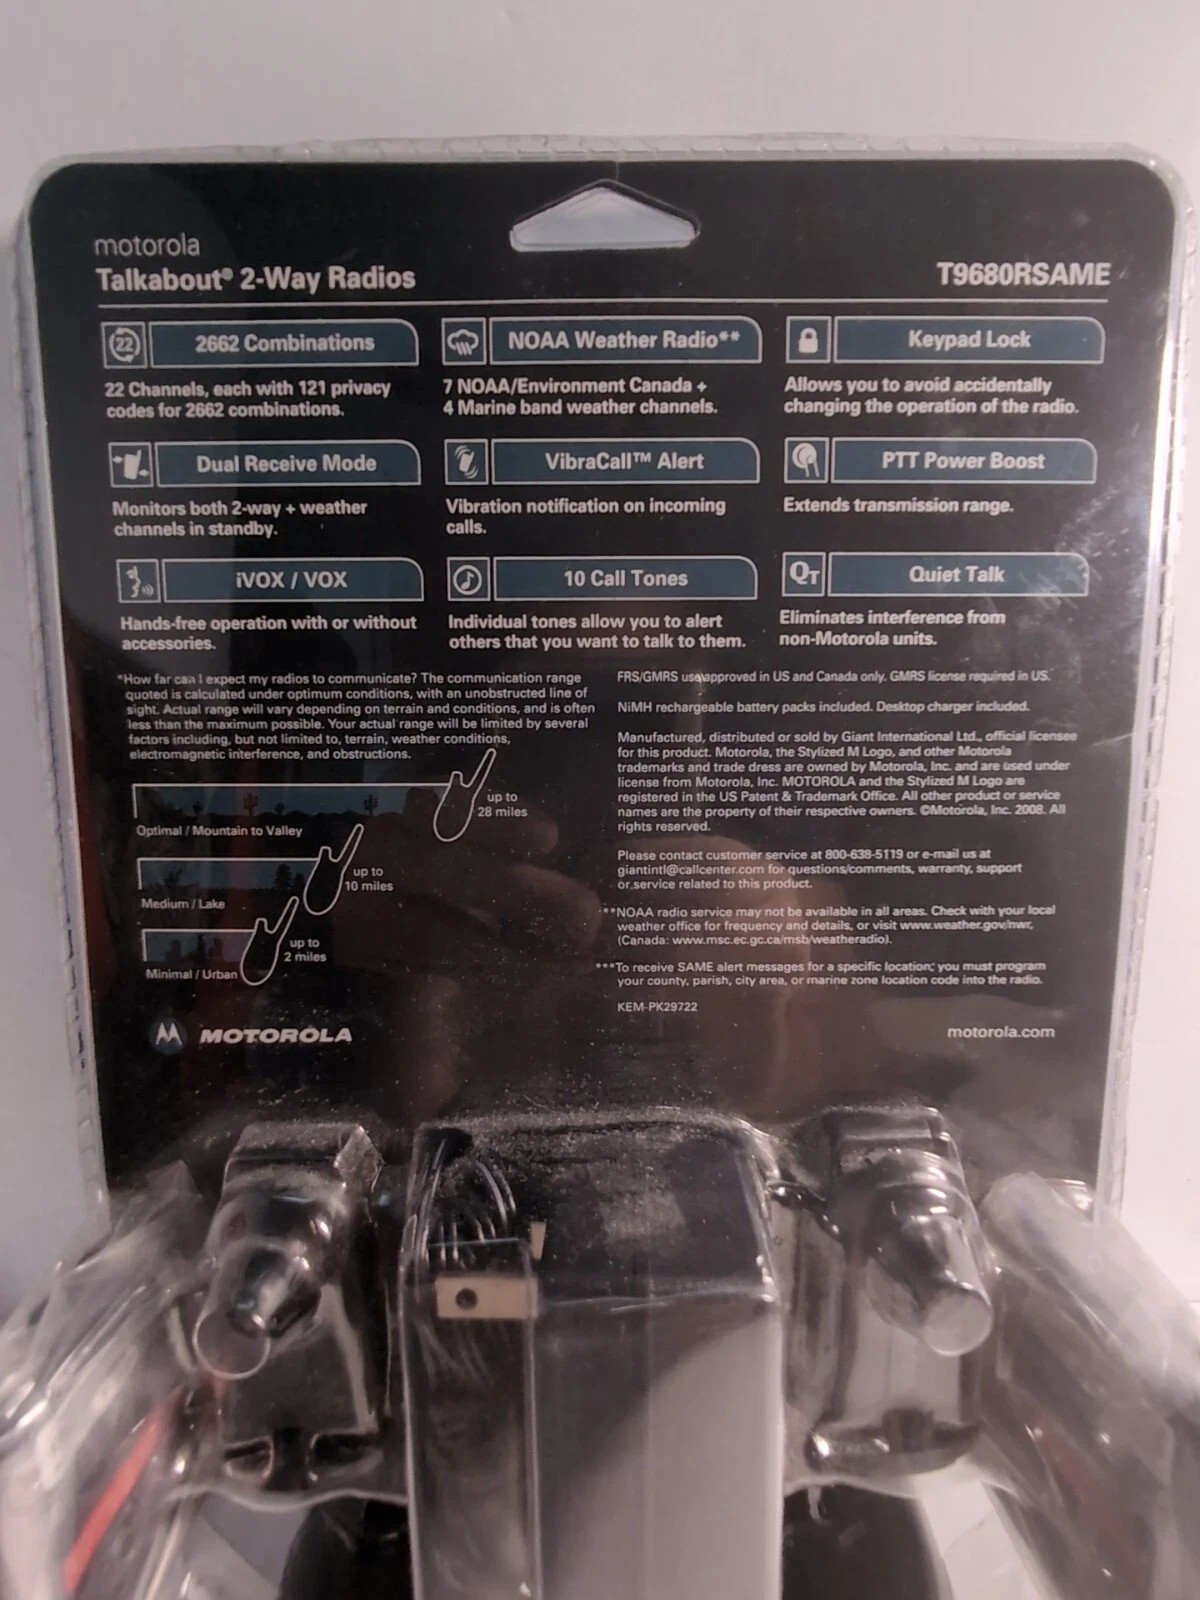 motorola
Talkabout® 2-Way Radios
T9680RSAME
22
2662 Combinations
22 Channels, each with 121 privacy
codes for 2662 combinations.
NOAA Weather Radio**
7 NOAA/Environment Canada +
4 Marine band weather channels.
Keypad Lock
Allows you to avoid accidentally
changing the operation of the radio.
Dual Receive Mode
Monitors both 2-way + weather
channels in standby.
VibraCall™ Alert
Vibration notification on incoming
calls.
PTT Power Boost
Extends transmission range.
iVOX / VOX
Hands-free operation with or without
accessories.
10 Call Tones
Individual tones allow you to alert
others that you want to talk to them.
QT
Quiet Talk
Eliminates interference from
non-Motorola units.
*How far can I expect my radios to communicate? The communication range
quoted is calculated under optimum conditions, with an unobstructed line of
sight. Actual range will vary depending on terrain and conditions, and is often
less than the maximum possible. Your actual range will be limited by several
factors including, but not limited to, terrain, weather conditions,
electromagnetic interference, and obstructions.
up to
28 miles
Optimal / Mountain to Valley
up to
10 miles
Medium / Lake
up to
2 miles
Minimal / Urban
MOTOROLA
FRS/GMRS use approved in US and Canada only. GMRS license required in US.
NiMH rechargeable battery packs included. Desktop charger included.
Manufactured, distributed or sold by Giant International Ltd., official licensee
for this product. Motorola, the Stylized M Logo, and other Motorola
trademarks and trade dress are owned by Motorola, Inc. and are used under
license from Motorola, Inc. MOTOROLA and the Stylized M Logo are
registered in the US Patent & Trademark Office. All other product or service
names are the property of their respective owners. ©Motorola, Inc. 2008. All
rights reserved.
Please contact customer service at 800-638-5119 or e-mail us at
giantintl@callcenter.com for questions/comments, warranty, support
or service related to this product.
**NOAA radio service may not be available in all areas. Check with your local
weather office for frequency and details, or visit www.weather.gov/nwr,
(Canada: www.msc.ec.gc.ca/msb/weatheradio).
***To receive SAME alert messages for a specific location, you must program
your county, parish, city area, or marine zone location code into the radio.
KEM-PK29722
motorola.com